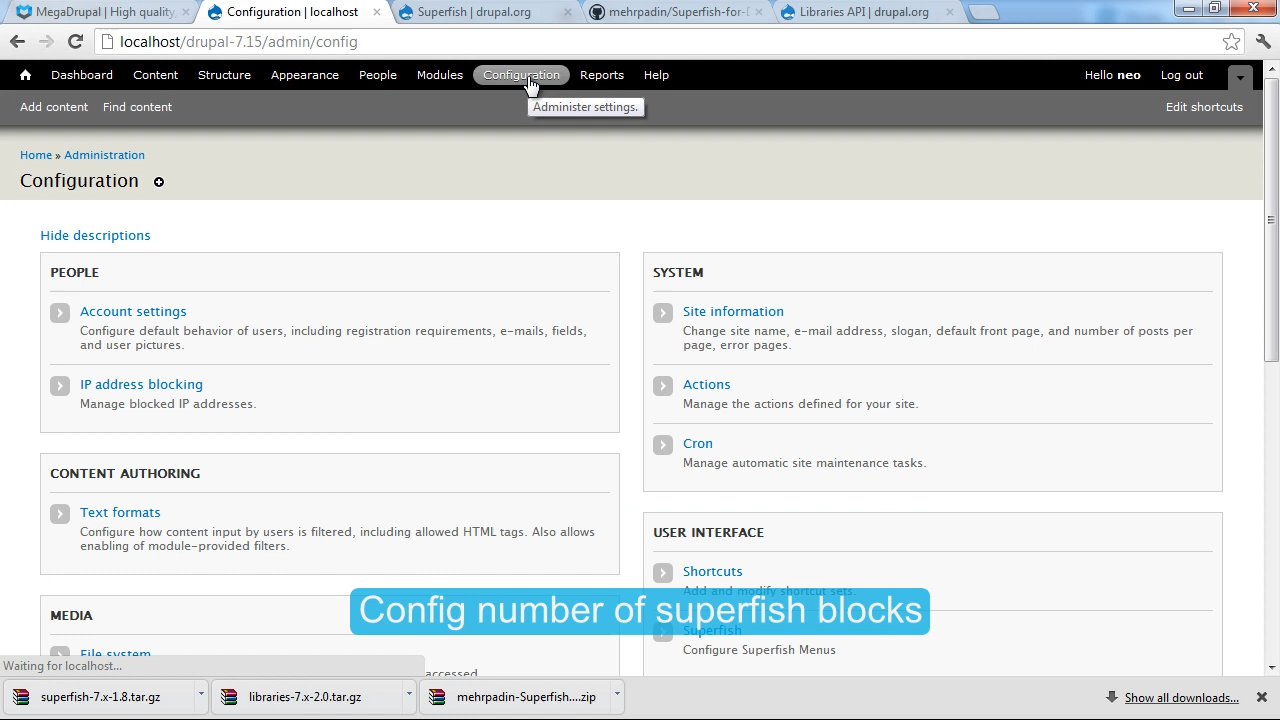 MegaDrupal | High quality,
Configuration | localhost
Superfish | drupal.org
mehrpadin/Superfish-for-D
Libraries API | drupal.org
localhost/drupal-7.15/admin/config
Dashboard Content Structure Appearance People Modules Configuration Reports Help Hello neo Log out
Add content Find content Administer settings. Edit shortcuts
Home » Administration
Configuration
Hide descriptions
PEOPLE
Account settings
Configure default behavior of users, including registration requirements, e-mails, fields,
and user pictures.
IP address blocking
Manage blocked IP addresses.
CONTENT AUTHORING
Text formats
Configure how content input by users is filtered, including allowed HTML tags. Also allows
enabling of module-provided filters.
MEDIA
File system
accessed
SYSTEM
Site information
Change site name, e-mail address, slogan, default front page, and number of posts per
page, error pages.
Actions
Manage the actions defined for your site.
Cron
Manage automatic site maintenance tasks.
USER INTERFACE
Shortcuts
Add and modify shortcut sets.
Superfish
Configure Superfish Menus
Config number of superfish blocks
Waiting for localhost...
superfish-7.x-1.8.tar.gz
libraries-7.x-2.0.tar.gz
mehrpadin-Superfish....zip
Show all downloads...